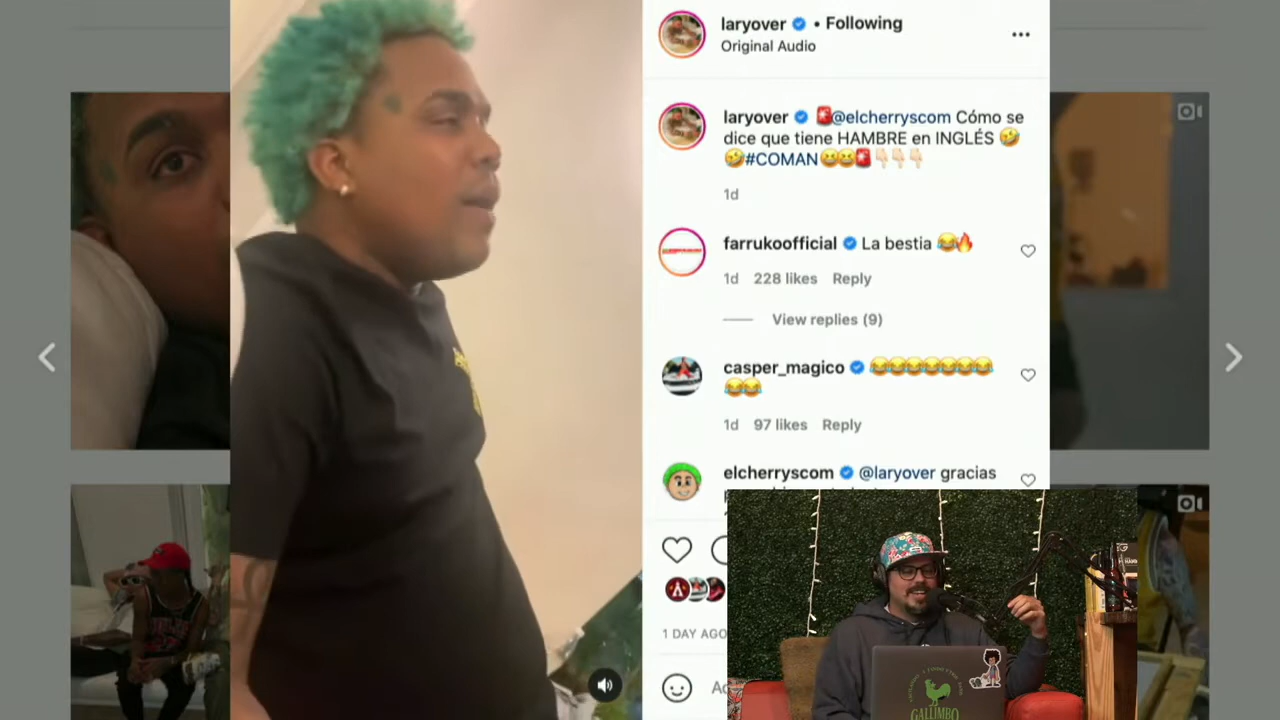 laryover • Following
Original Audio
laryover 🚨@elcherryscom Cómo se
dice que tiene HAMBRE en INGLÉS 🤣
🤣#COMAN😂😂🚨👇🏻👇🏻👇🏻
1d
farrukoofficial La bestia 😂🔥
1d 228 likes Reply
View replies (9)
casper_magico 😂😂😂😂😂😂😂
😂😂
1d 97 likes Reply
elcherryscom @laryover gracias
1 DAY AGO
GALLIMBO